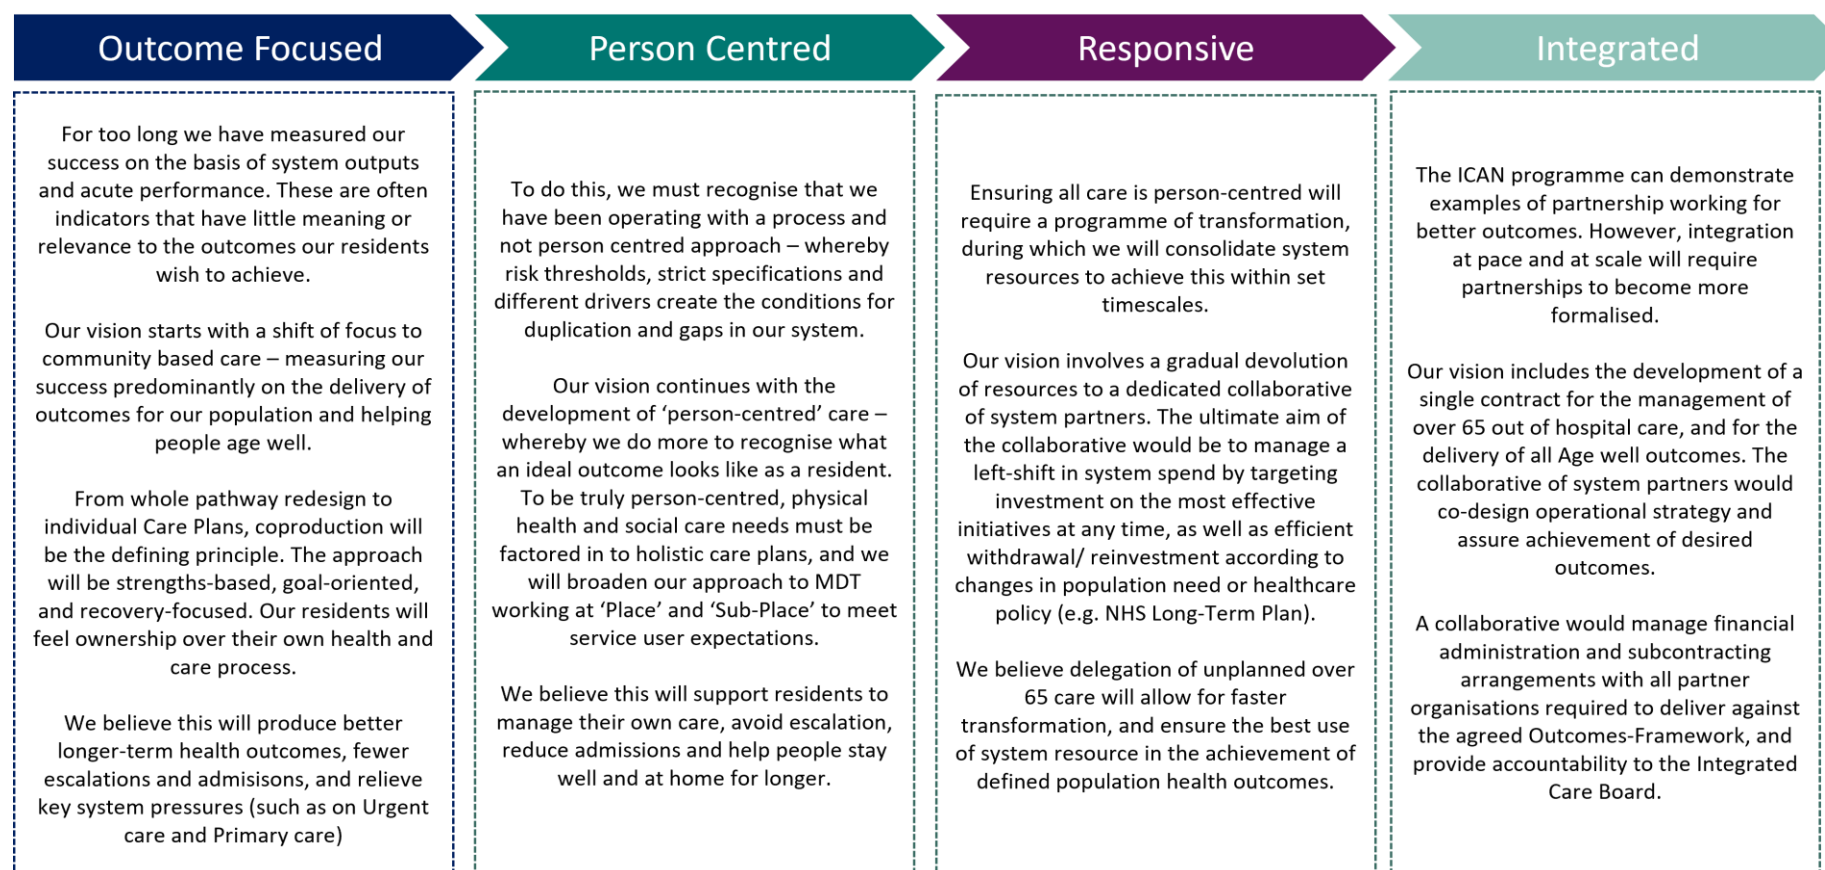 Outcome Focused
For too long we have measured our
success on the basis of system outputs
and acute performance. These are often
indicators that have little meaning or
relevance to the outcomes our residents
wish to achieve.
Our vision starts with a shift of focus to
community based care – measuring our
success predominantly on the delivery of
outcomes for our population and helping
people age well.
From whole pathway redesign to
individual Care Plans, coproduction will
be the defining principle. The approach
will be strengths-based, goal-oriented,
and recovery-focused. Our residents will
feel ownership over their own health and
care process.
We believe this will produce better
longer-term health outcomes, fewer
escalations and admisisons, and relieve
key system pressures (such as on Urgent
care and Primary care)
Person Centred
To do this, we must recognise that we
have been operating with a process and
not person centred approach – whereby
risk thresholds, strict specifications and
different drivers create the conditions for
duplication and gaps in our system.
Our vision continues with the
development of ‘person-centred’ care –
whereby we do more to recognise what
an ideal outcome looks like as a resident.
To be truly person-centred, physical
health and social care needs must be
factored in to holistic care plans, and we
will broaden our approach to MDT
working at ‘Place’ and ‘Sub-Place’ to meet
service user expectations.
We believe this will support residents to
manage their own care, avoid escalation,
reduce admissions and help people stay
well and at home for longer.
Responsive
Ensuring all care is person-centred will
require a programme of transformation,
during which we will consolidate system
resources to achieve this within set
timescales.
Our vision involves a gradual devolution
of resources to a dedicated collaborative
of system partners. The ultimate aim of
the collaborative would be to manage a
left-shift in system spend by targeting
investment on the most effective
initiatives at any time, as well as efficient
withdrawal/ reinvestment according to
changes in population need or healthcare
policy (e.g. NHS Long-Term Plan).
We believe delegation of unplanned over
65 care will allow for faster
transformation, and ensure the best use
of system resource in the achievement of
defined population health outcomes.
Integrated
The ICAN programme can demonstrate
examples of partnership working for
better outcomes. However, integration
at pace and at scale will require
partnerships to become more
formalised.
Our vision includes the development of a
single contract for the management of
over 65 out of hospital care, and for the
delivery of all Age well outcomes. The
collaborative of system partners would
co-design operational strategy and
assure achievement of desired
outcomes.
A collaborative would manage financial
administration and subcontracting
arrangements with all partner
organisations required to deliver against
the agreed Outcomes-Framework, and
provide accountability to the Integrated
Care Board.